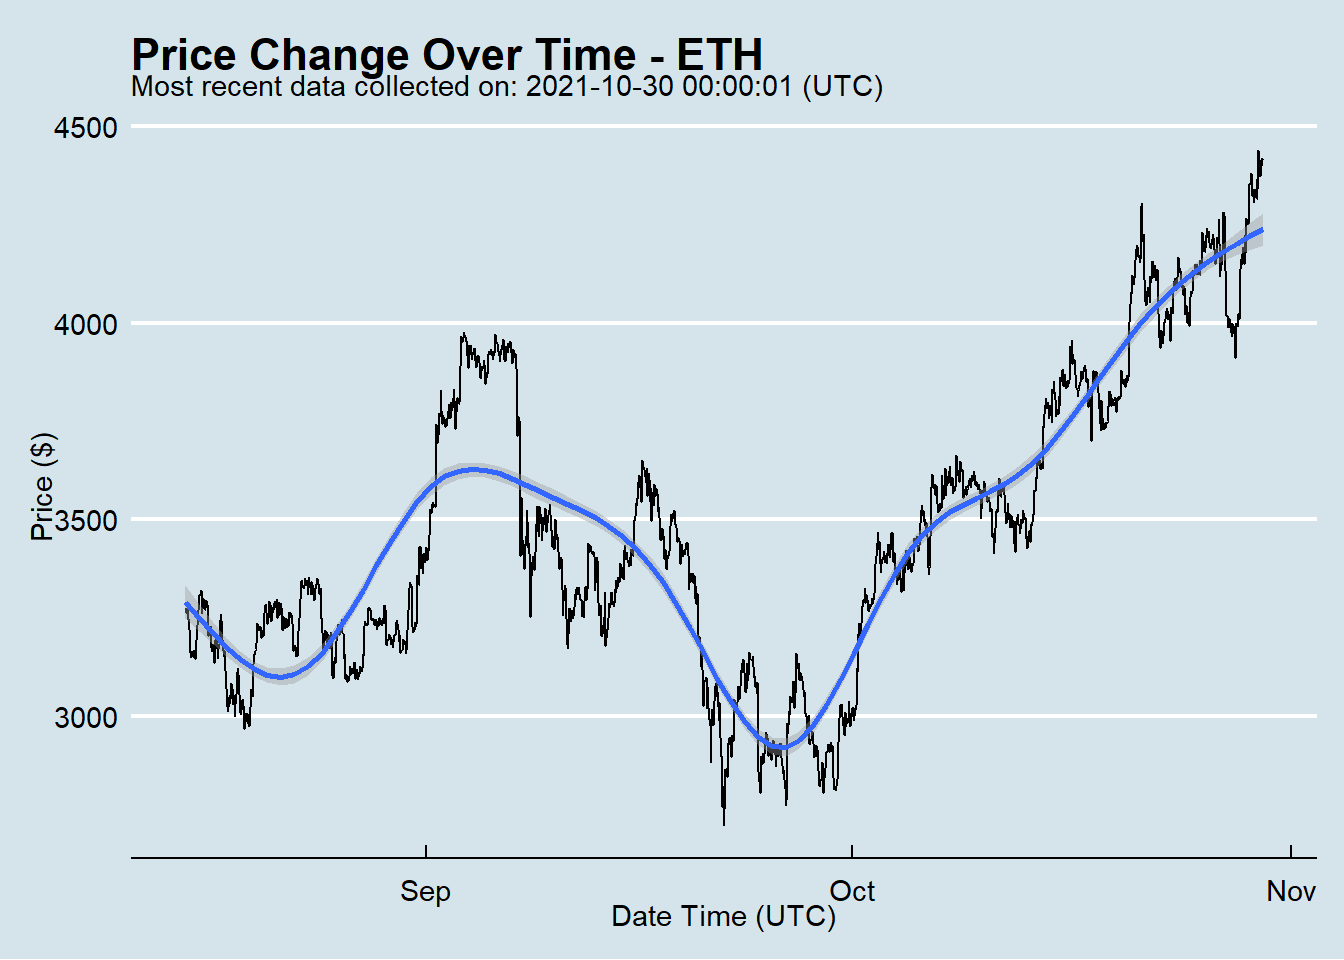 Price Change Over Time - ETH
Most recent data collected on: 2021-10-30 00:00:01 (UTC)
4500
4000
3500
3000
Price ($)
Sep
Oct
Nov
Date Time (UTC)